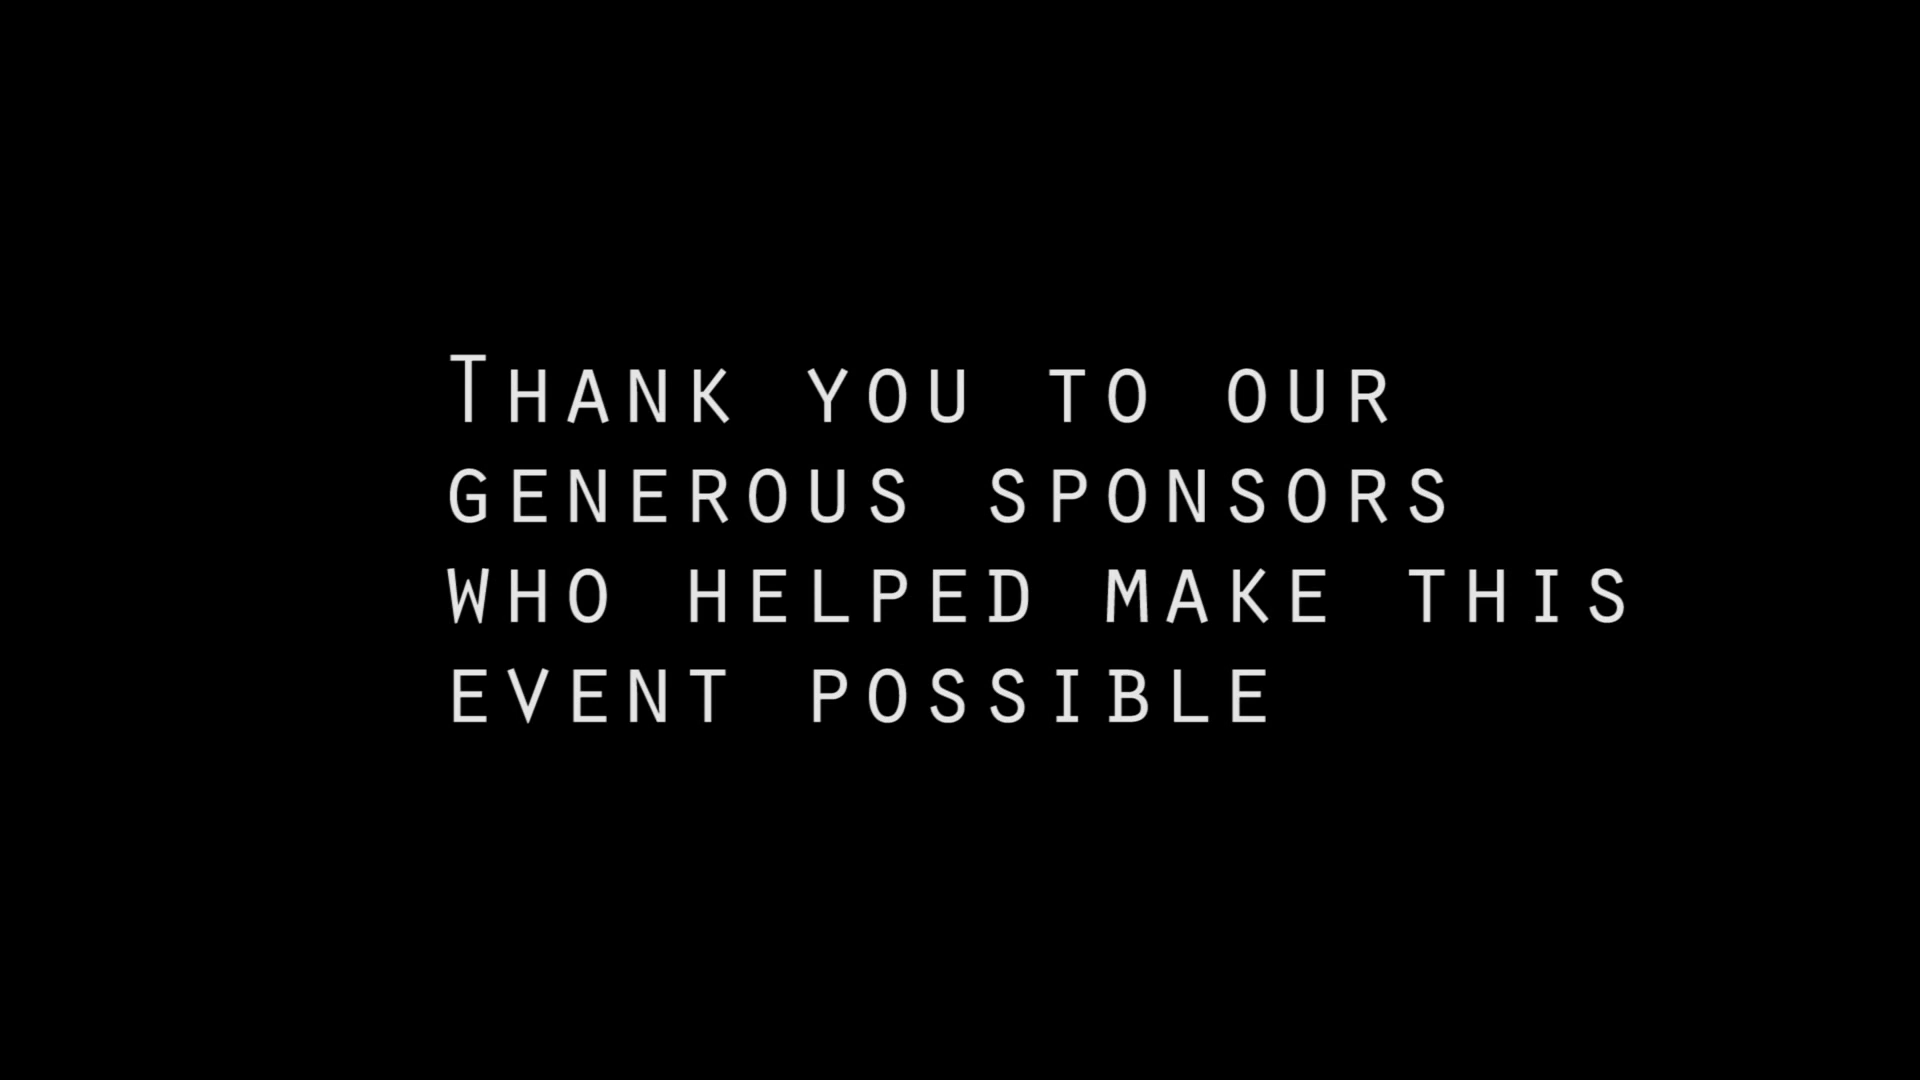 Thank you to our
generous sponsors
who helped make this
event possible